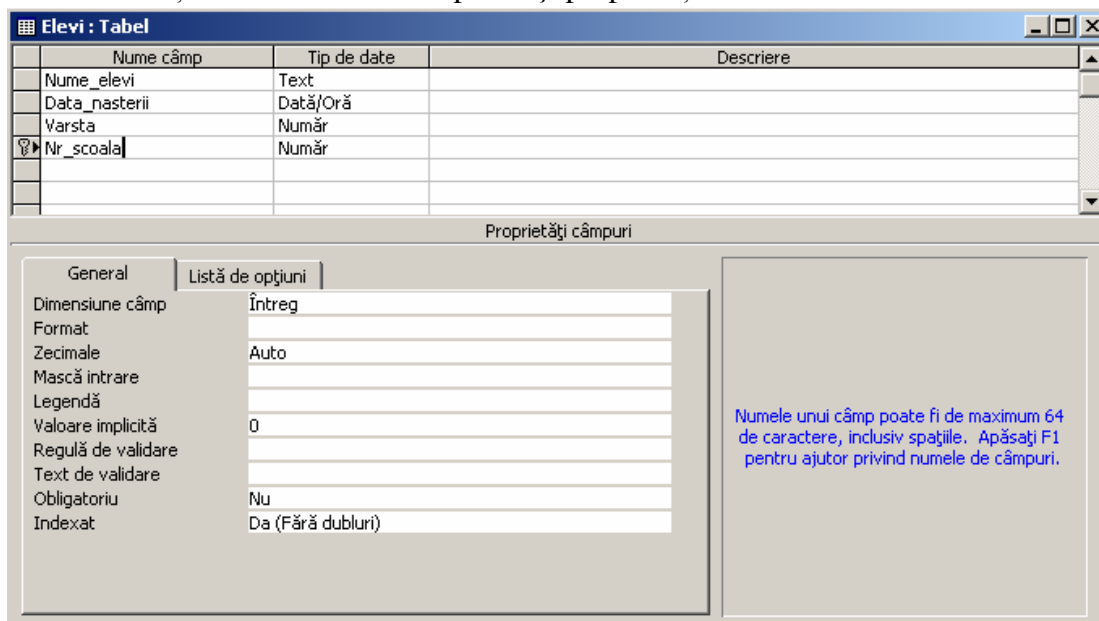 Elevi : Tabel
Nume câmp Tip de date Descriere
Nume_elevi Text
Data_nasterii Dată/Oră
Varsta Număr
Nr_scoala Număr
Proprietăţi câmpuri
General Listă de opţiuni
Dimensiune câmp Întreg
Format
Zecimale Auto
Mască intrare
Legendă
Valoare implicită 0
Regulă de validare
Text de validare
Obligatoriu Nu
Indexat Da (Fără dubluri)
Numele unui câmp poate fi de maximum 64
de caractere, inclusiv spaţiile. Apăsaţi F1
pentru ajutor privind numele de câmpuri.